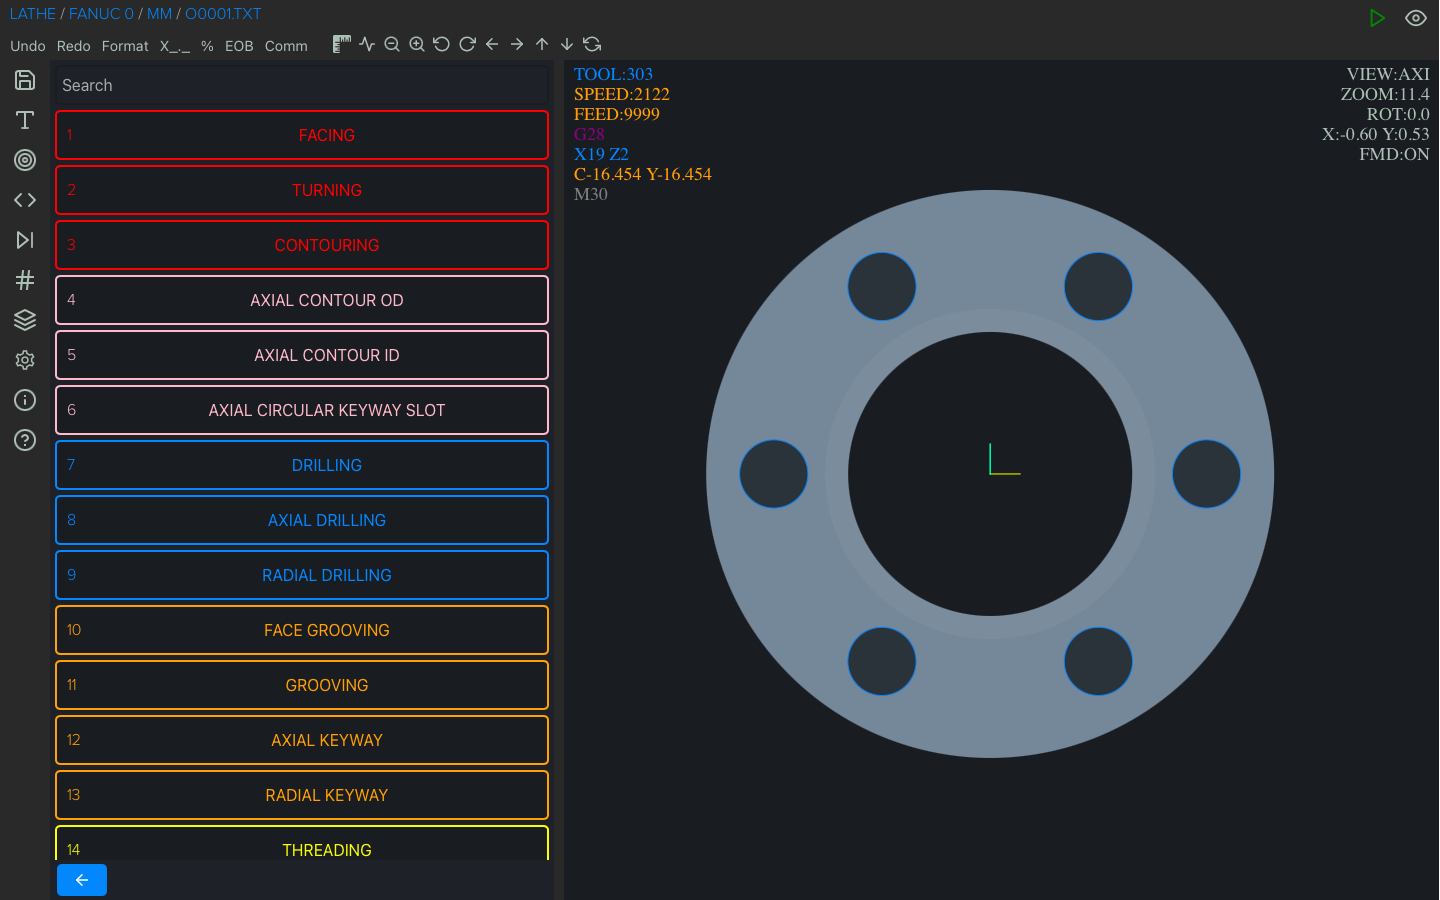 LATHE / FANUC 0 / MM / O0001.TXT
Undo Redo Format X_._ % EOB Comm
Search
1 FACING
2 TURNING
3 CONTOURING
4 AXIAL CONTOUR OD
5 AXIAL CONTOUR ID
6 AXIAL CIRCULAR KEYWAY SLOT
7 DRILLING
8 AXIAL DRILLING
9 RADIAL DRILLING
10 FACE GROOVING
11 GROOVING
12 AXIAL KEYWAY
13 RADIAL KEYWAY
14 THREADING
TOOL:303
SPEED:2122
FEED:9999
G28
X19 Z2
C-16.454 Y-16.454
M30
VIEW:AXI
ZOOM:11.4
ROT:0.0
X:-0.60 Y:0.53
FMD:ON